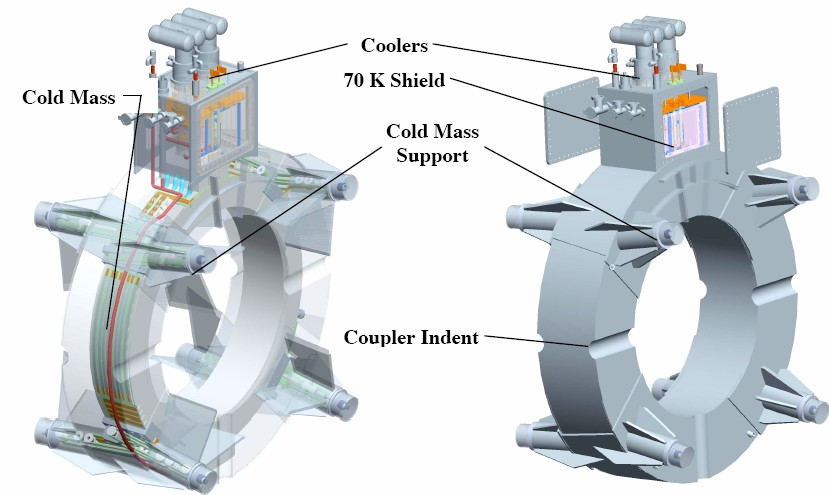 Coolers
70 K Shield
Cold Mass
Cold Mass
Support
Coupler Indent